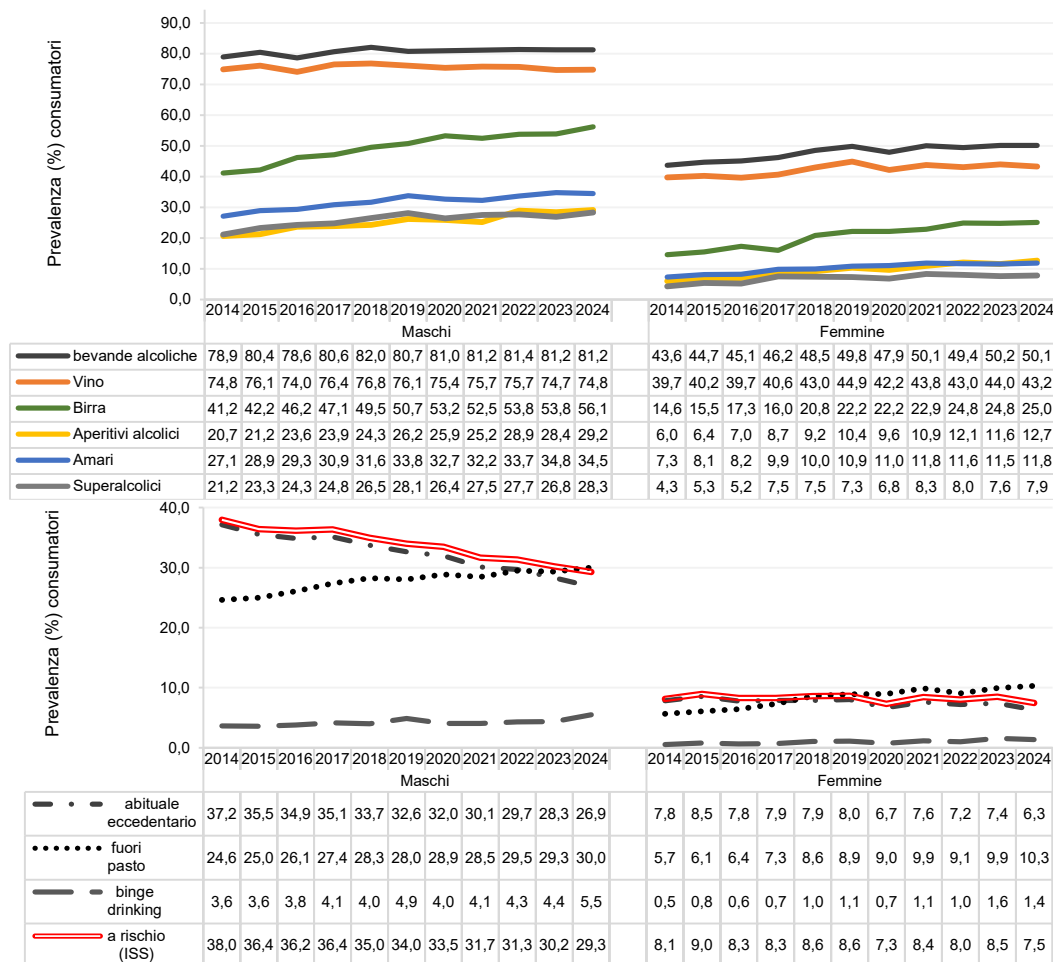 Prevalenza (%) consumatori
90,0
80,0
70,0
60,0
50,0
40,0
30,0
20,0
10,0
0,0
2014 2015 2016 2017 2018 2019 2020 2021 2022 2023 2024 2014 2015 2016 2017 2018 2019 2020 2021 2022 2023 2024
Maschi Femmine
bevande alcoliche 78,9 80,4 78,6 80,6 82,0 80,7 81,0 81,2 81,4 81,2 81,2 43,6 44,7 45,1 46,2 48,5 49,8 47,9 50,1 49,4 50,2 50,1
Vino 74,8 76,1 74,0 76,4 76,8 76,1 75,4 75,7 75,7 74,7 74,8 39,7 40,2 39,7 40,6 43,0 44,9 42,2 43,8 43,0 44,0 43,2
Birra 41,2 42,2 46,2 47,1 49,5 50,7 53,2 52,5 53,8 53,8 56,1 14,6 15,5 17,3 16,0 20,8 22,2 22,2 22,9 24,8 24,8 25,0
Aperitivi alcolici 20,7 21,2 23,6 23,9 24,3 26,2 25,9 25,2 28,9 28,4 29,2 6,0 6,4 7,0 8,7 9,2 10,4 9,6 10,9 12,1 11,6 12,7
Amari 27,1 28,9 29,3 30,9 31,6 33,8 32,7 32,2 33,7 34,8 34,5 7,3 8,1 8,2 9,9 10,0 10,9 11,0 11,8 11,6 11,5 11,8
Superalcolici 21,2 23,3 24,3 24,8 26,5 28,1 26,4 27,5 27,7 26,8 28,3 4,3 5,3 5,2 7,5 7,5 7,3 6,8 8,3 8,0 7,6 7,9
Prevalenza (%) consumatori
40,0
30,0
20,0
10,0
0,0
2014 2015 2016 2017 2018 2019 2020 2021 2022 2023 2024 2014 2015 2016 2017 2018 2019 2020 2021 2022 2023 2024
Maschi Femmine
abituale
eccedentario 37,2 35,5 34,9 35,1 33,7 32,6 32,0 30,1 29,7 28,3 26,9 7,8 8,5 7,8 7,9 7,9 8,0 6,7 7,6 7,2 7,4 6,3
fuori
pasto 24,6 25,0 26,1 27,4 28,3 28,0 28,9 28,5 29,5 29,3 30,0 5,7 6,1 6,4 7,3 8,6 8,9 9,0 9,9 9,1 9,9 10,3
binge
drinking 3,6 3,6 3,8 4,1 4,0 4,9 4,0 4,1 4,3 4,4 5,5 0,5 0,8 0,6 0,7 1,0 1,1 0,7 1,1 1,0 1,6 1,4
a rischio
(ISS) 38,0 36,4 36,2 36,4 35,0 34,0 33,5 31,7 31,3 30,2 29,3 8,1 9,0 8,3 8,3 8,6 8,6 7,3 8,4 8,0 8,5 7,5